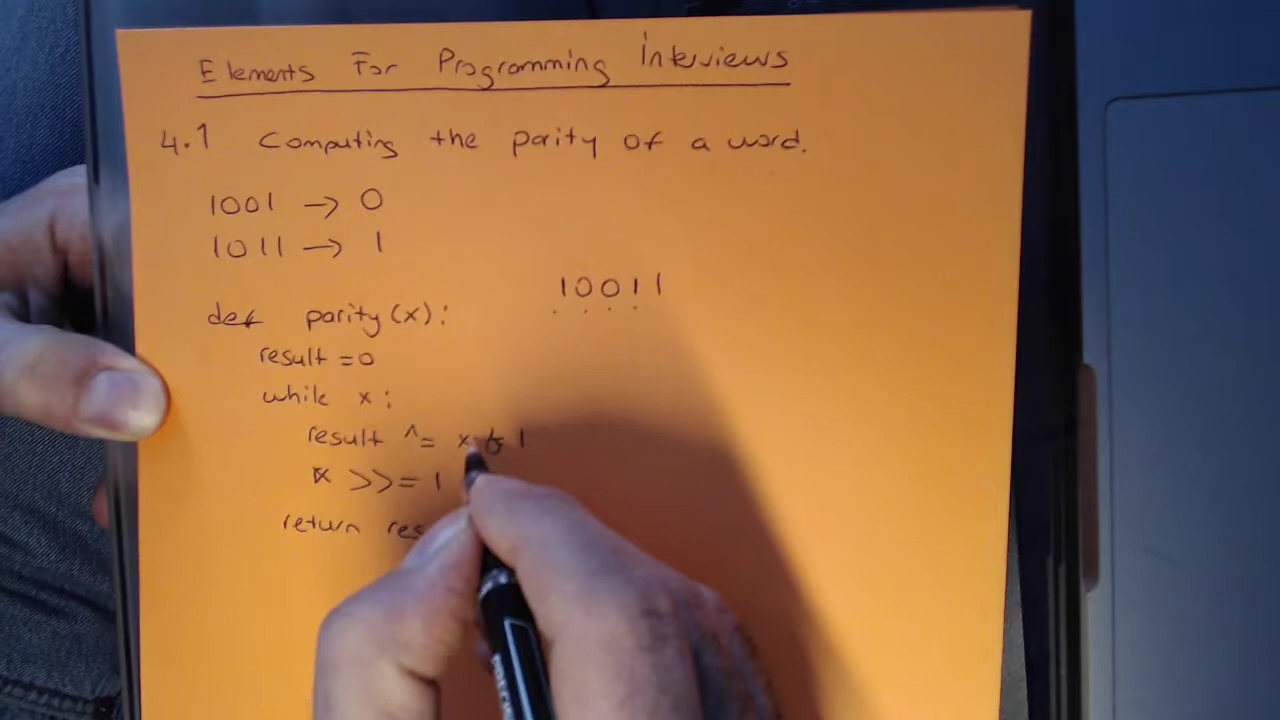 Elements For Programming Interviews
4.1 Computing the parity of a word.
1001 → 0
1011 → 1
10011
def parity(x):
result = 0
while x:
result ^= x & 1
x >>= 1
return